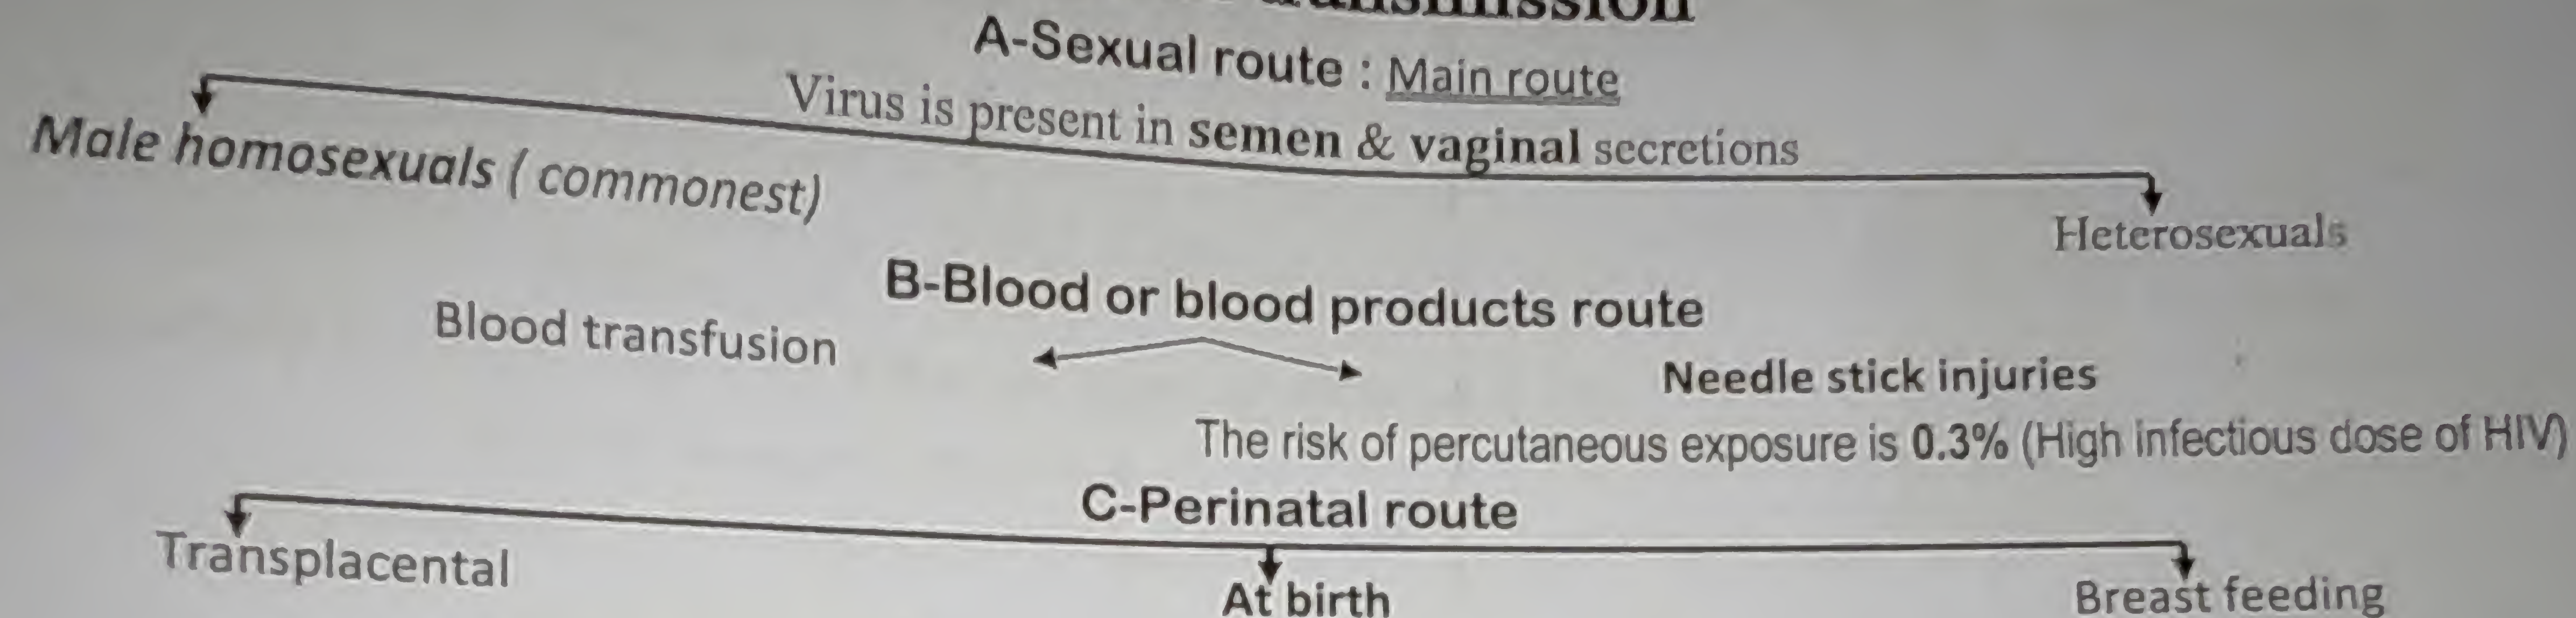 transmission
A-Sexual route : Main route
Virus is present in semen & vaginal secretions
Male homosexuals ( commonest)
Heterosexuals
B-Blood or blood products route
Blood transfusion
Needle stick injuries
The risk of percutaneous exposure is 0.3% (High infectious dose of HIV)
C-Perinatal route
Transplacental
At birth
Breast feeding